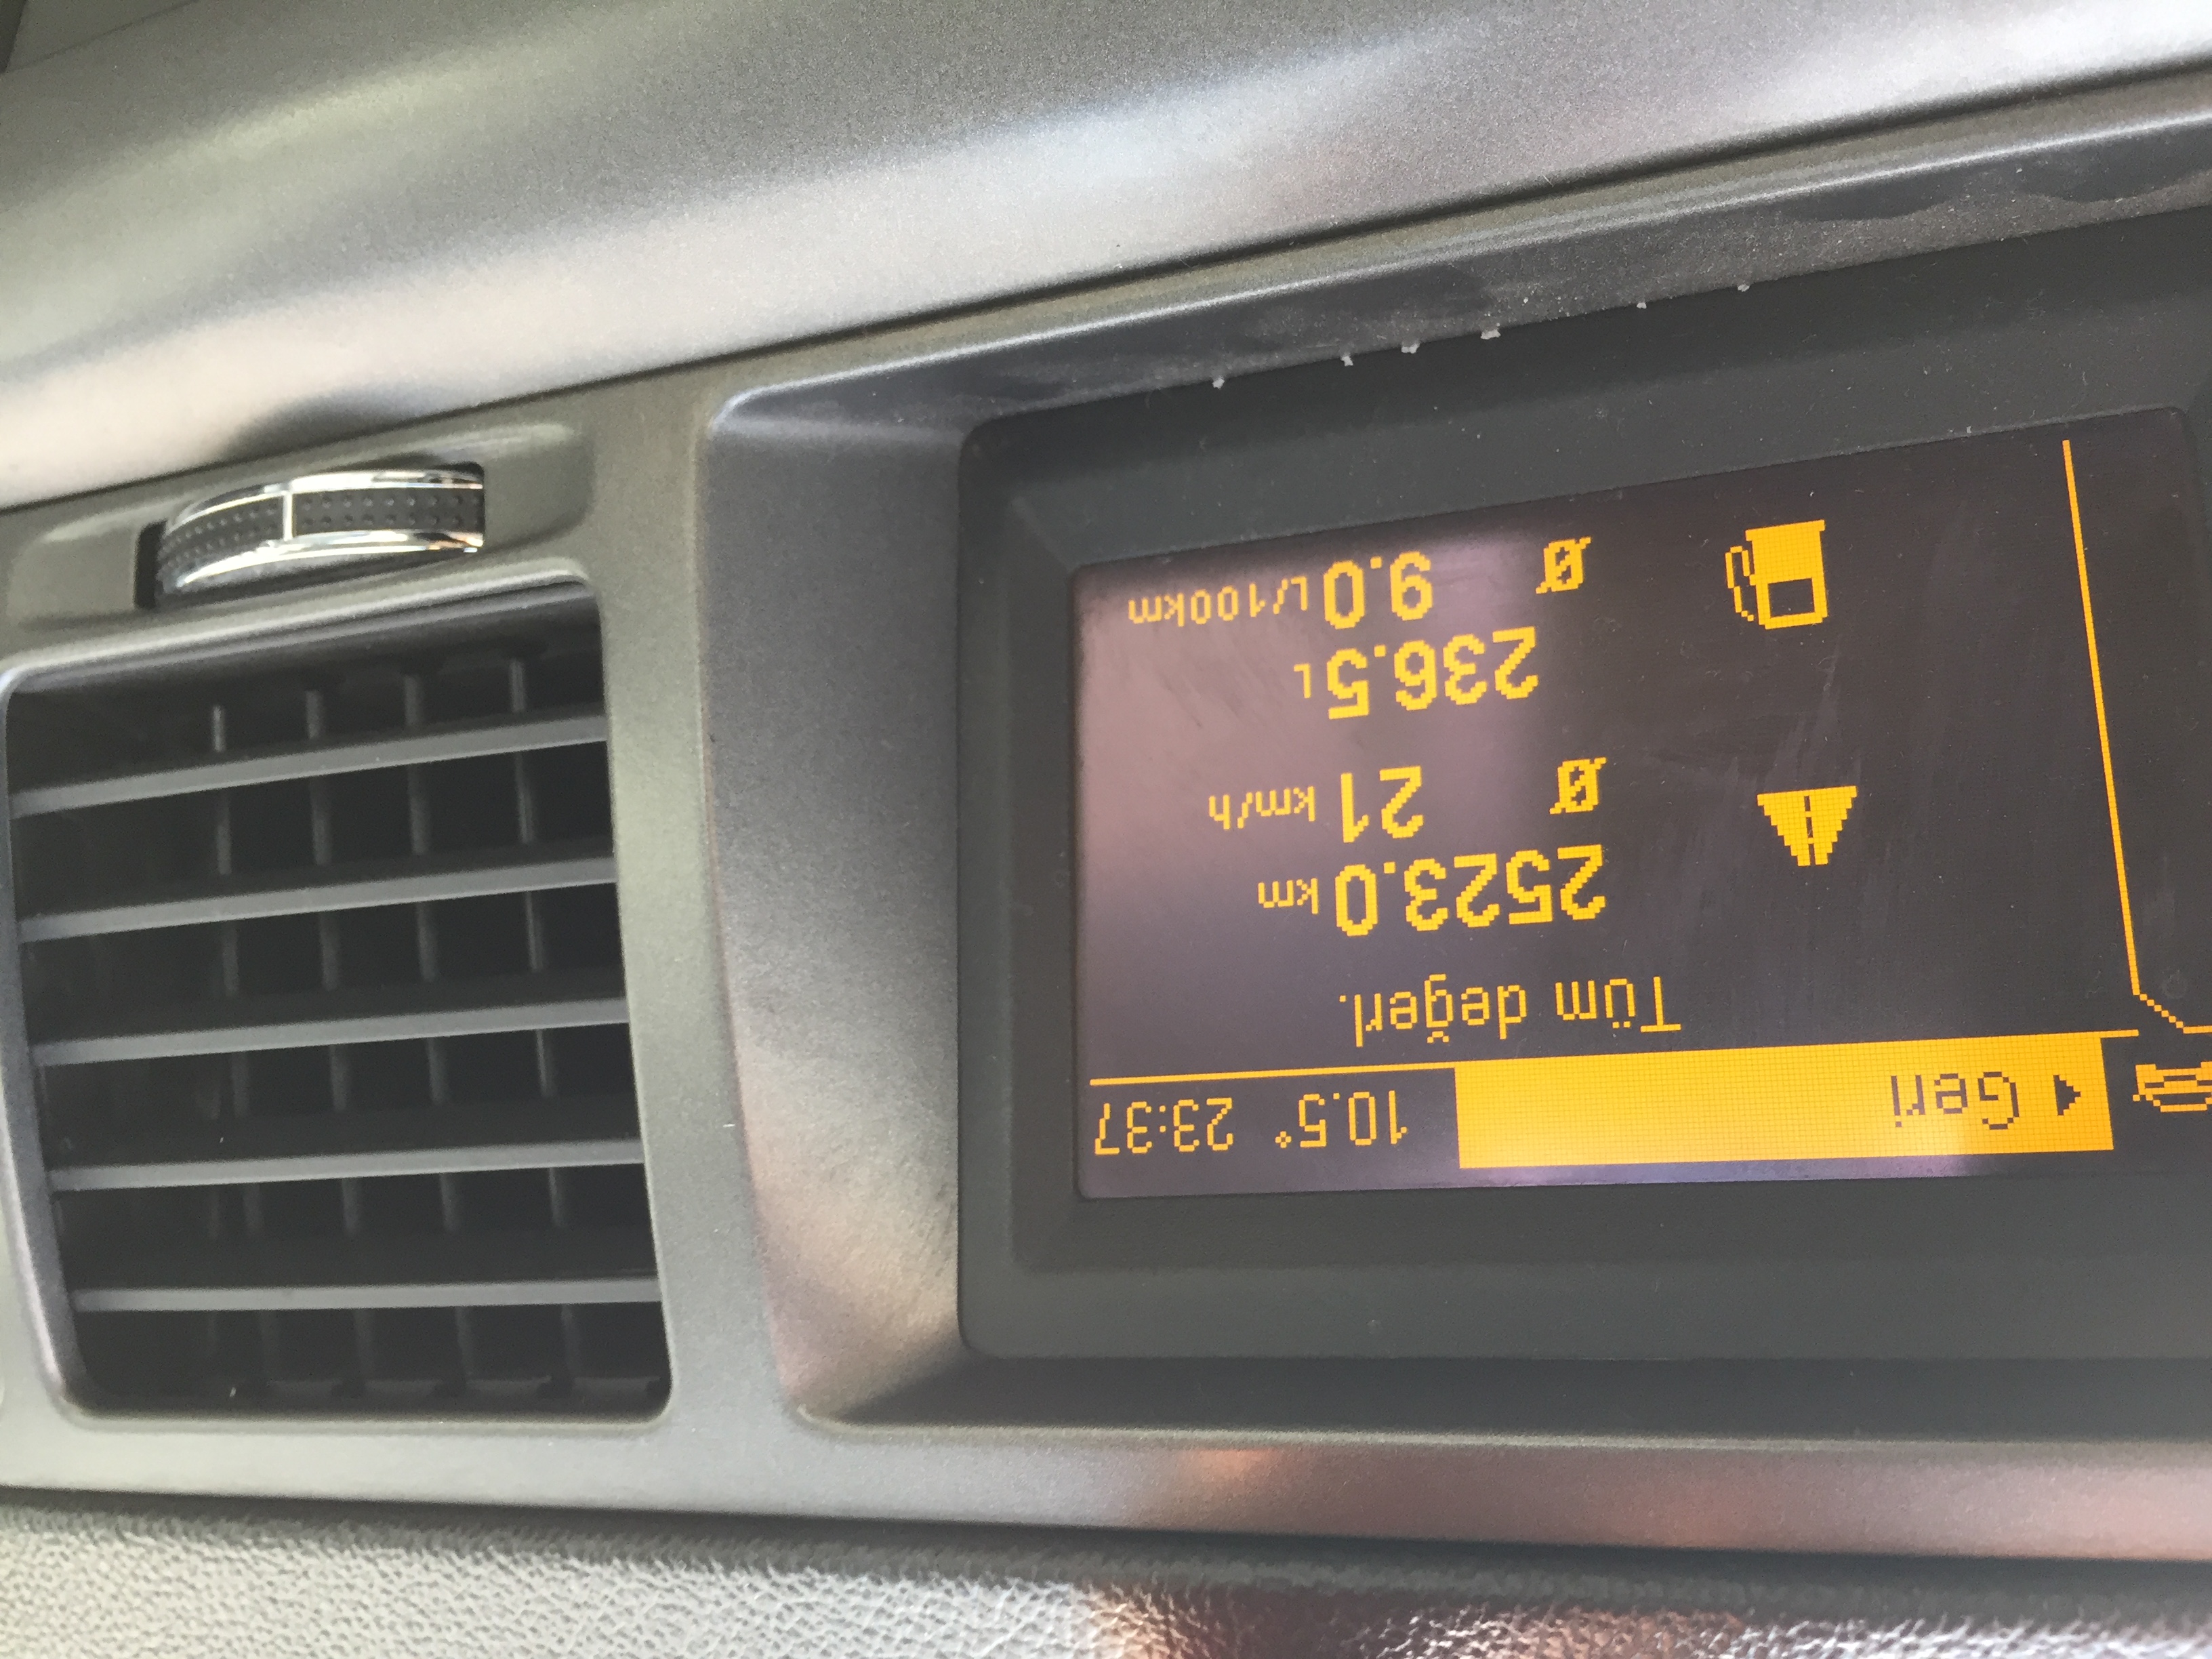 Geri 10.5° 23:37
Tüm değerl.
2523.0 km
Ø 21 km/h
236.5 L
Ø 9.0 L/100km